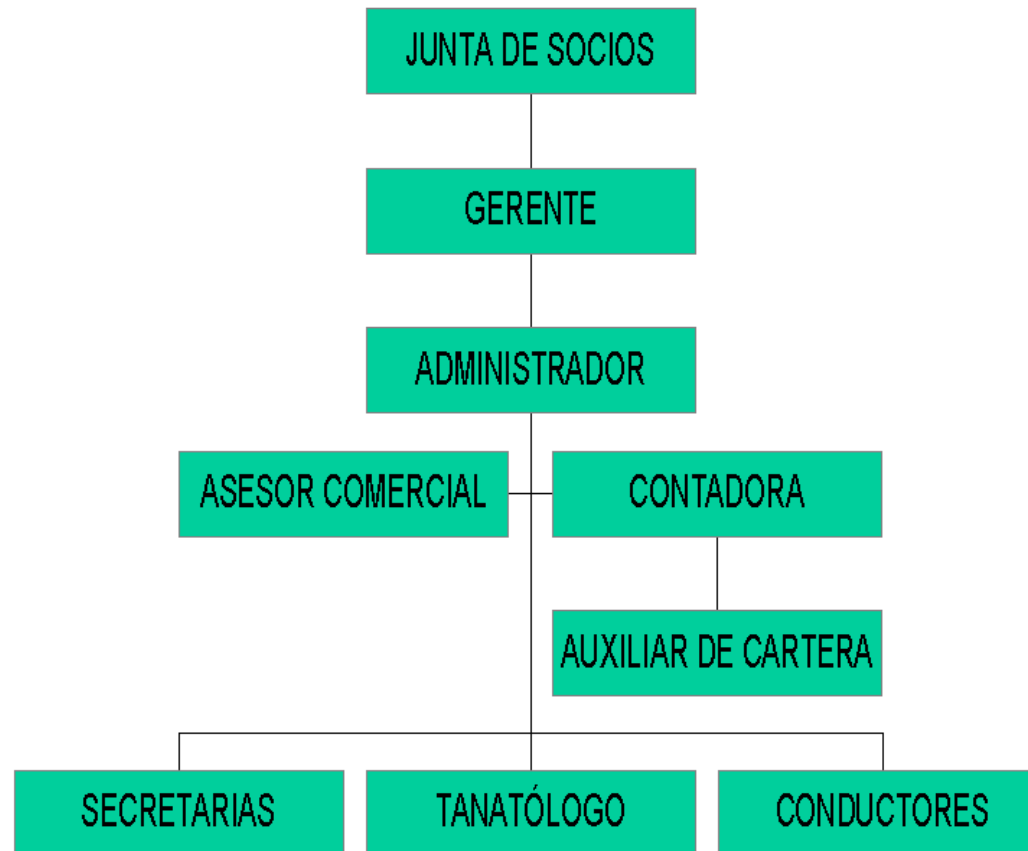 JUNTA DE SOCIOS
GERENTE
ADMINISTRADOR
ASESOR COMERCIAL
CONTADORA
AUXILIAR DE CARTERA
SECRETARIAS
TANATÓLOGO
CONDUCTORES